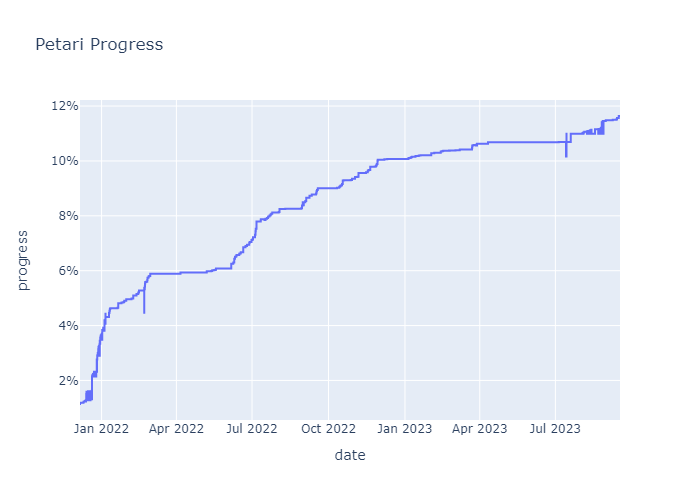 Petari Progress
progress
12%
10%
8%
6%
4%
2%
Jan 2022 Apr 2022 Jul 2022 Oct 2022 Jan 2023 Apr 2023 Jul 2023
date